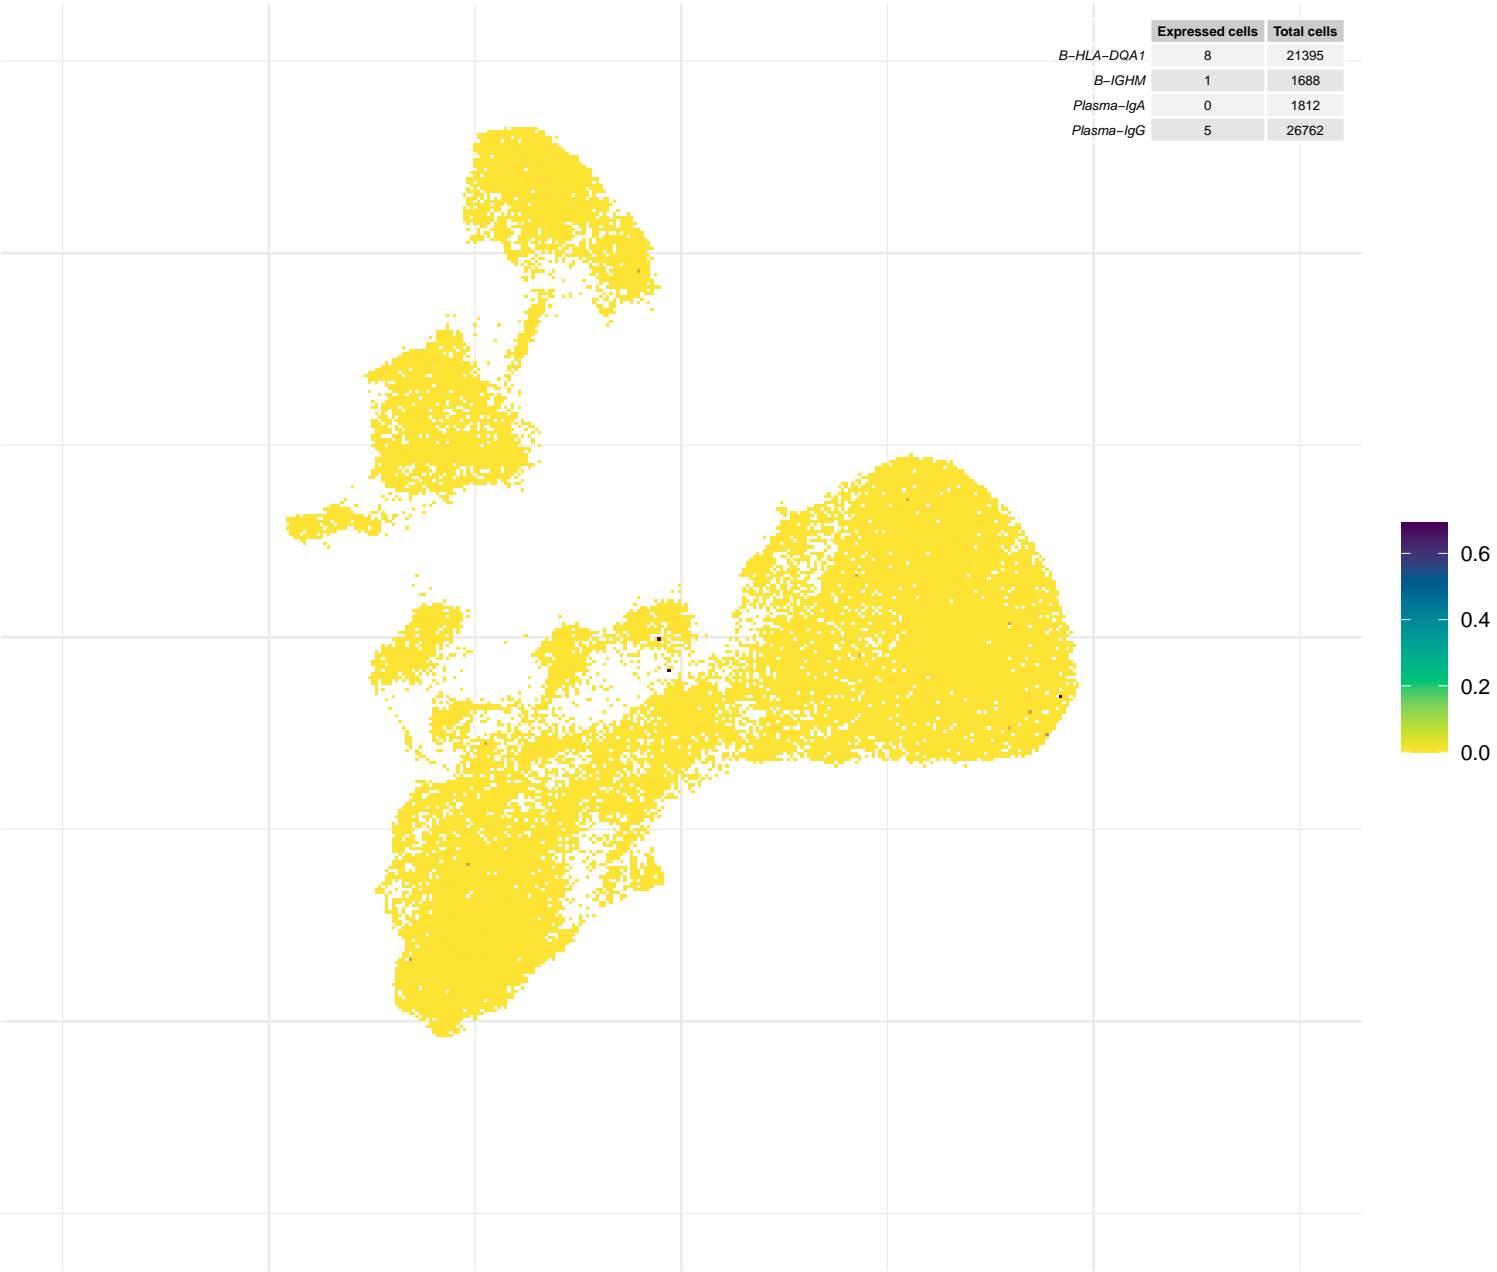 Expressed cells Total cells
B−HLA−DQA1 8 21395
B−IGHM 1 1688
Plasma−IgA 0 1812
Plasma−IgG 5 26762
0.6
0.4
0.2
0.0